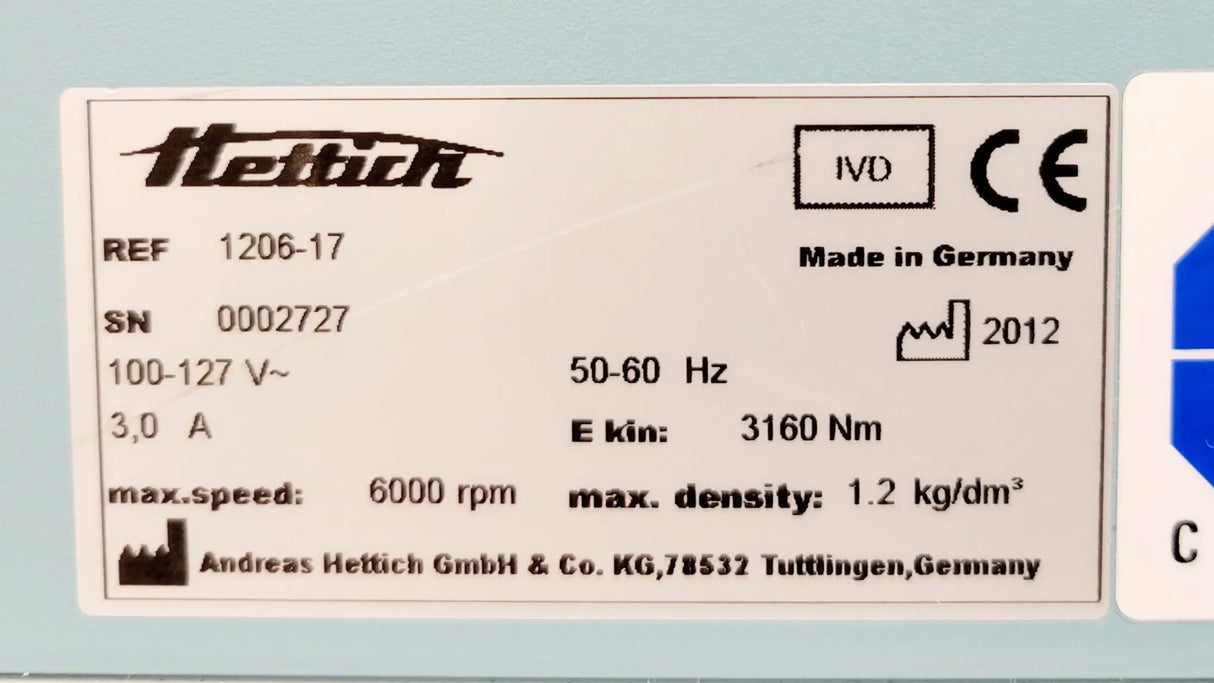 Hettich
IVD
CE
REF 1206-17
Made in Germany
SN 0002727
2012
100-127 V~
50-60 Hz
3,0 A
E kin: 3160 Nm
max.speed: 6000 rpm
max. density: 1.2 kg/dm³
Andreas Hettich GmbH & Co. KG,78532 Tuttlingen,Germany
C